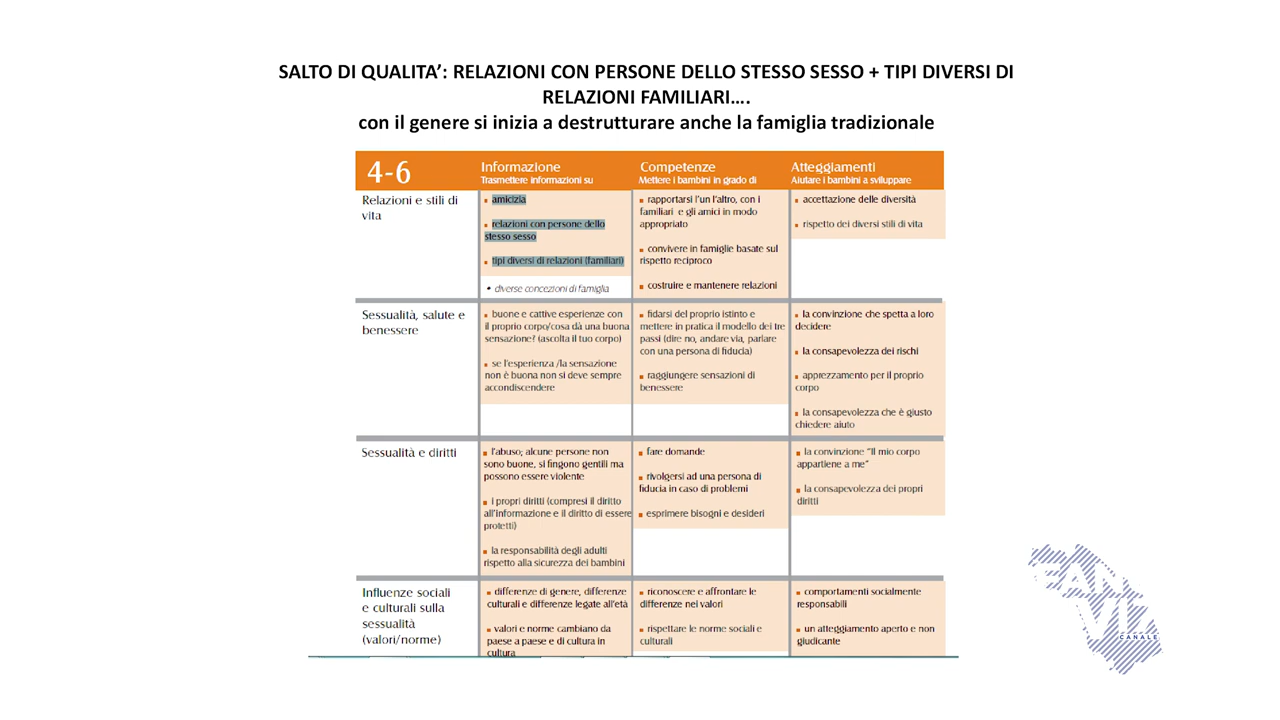 SALTO DI QUALITA’: RELAZIONI CON PERSONE DELLO STESSO SESSO + TIPI DIVERSI DI
RELAZIONI FAMILIARI….
con il genere si inizia a destrutturare anche la famiglia tradizionale
4-6
Informazione
Trasmettere informazioni su
Competenze
Mettere i bambini in grado di
Atteggiamenti
Aiutare i bambini a sviluppare
Relazioni e stili di
vita
▪ amicizia
▪ relazioni con persone dello
stesso sesso
▪ tipi diversi di relazioni (familiari)
• diverse concezioni di famiglia
▪ rapportarsi l'un l'altro, con i
familiari e gli amici in modo
appropriato
▪ convivere in famiglie basate sul
rispetto reciproco
▪ costruire e mantenere relazioni
▪ accettazione delle diversità
▪ rispetto dei diversi stili di vita
Sessualità, salute e
benessere
▪ buone e cattive esperienze con
il proprio corpo/cosa dà una buona
sensazione? (ascolta il tuo corpo)
▪ se l'esperienza /la sensazione
non è buona non si deve sempre
accondiscendere
▪ fidarsi del proprio istinto e
mettere in pratica il modello dei tre
passi (dire no, andare via, parlare
con una persona di fiducia)
▪ raggiungere sensazioni di
benessere
▪ la convinzione che spetta a loro
decidere
▪ la consapevolezza dei rischi
▪ apprezzamento per il proprio
corpo
▪ la consapevolezza che è giusto
chiedere aiuto
Sessualità e diritti
▪ l'abuso; alcune persone non
sono buone, si fingono gentili ma
possono essere violente
▪ i propri diritti (compresi il diritto
all'informazione e il diritto di essere
protetti)
▪ la responsabilità degli adulti
rispetto alla sicurezza dei bambini
▪ fare domande
▪ rivolgersi ad una persona di
fiducia in caso di problemi
▪ esprimere bisogni e desideri
▪ la convinzione "Il mio corpo
appartiene a me"
▪ la consapevolezza dei propri
diritti
Influenze sociali
e culturali sulla
sessualità
(valori/norme)
▪ differenze di genere, differenze
culturali e differenze legate all'età
▪ valori e norme cambiano da
paese a paese e di cultura in
cultura
▪ riconoscere e affrontare le
differenze nei valori
▪ rispettare le norme sociali e
culturali
▪ comportamenti socialmente
responsabili
▪ un atteggiamento aperto e non
giudicante
CANALE